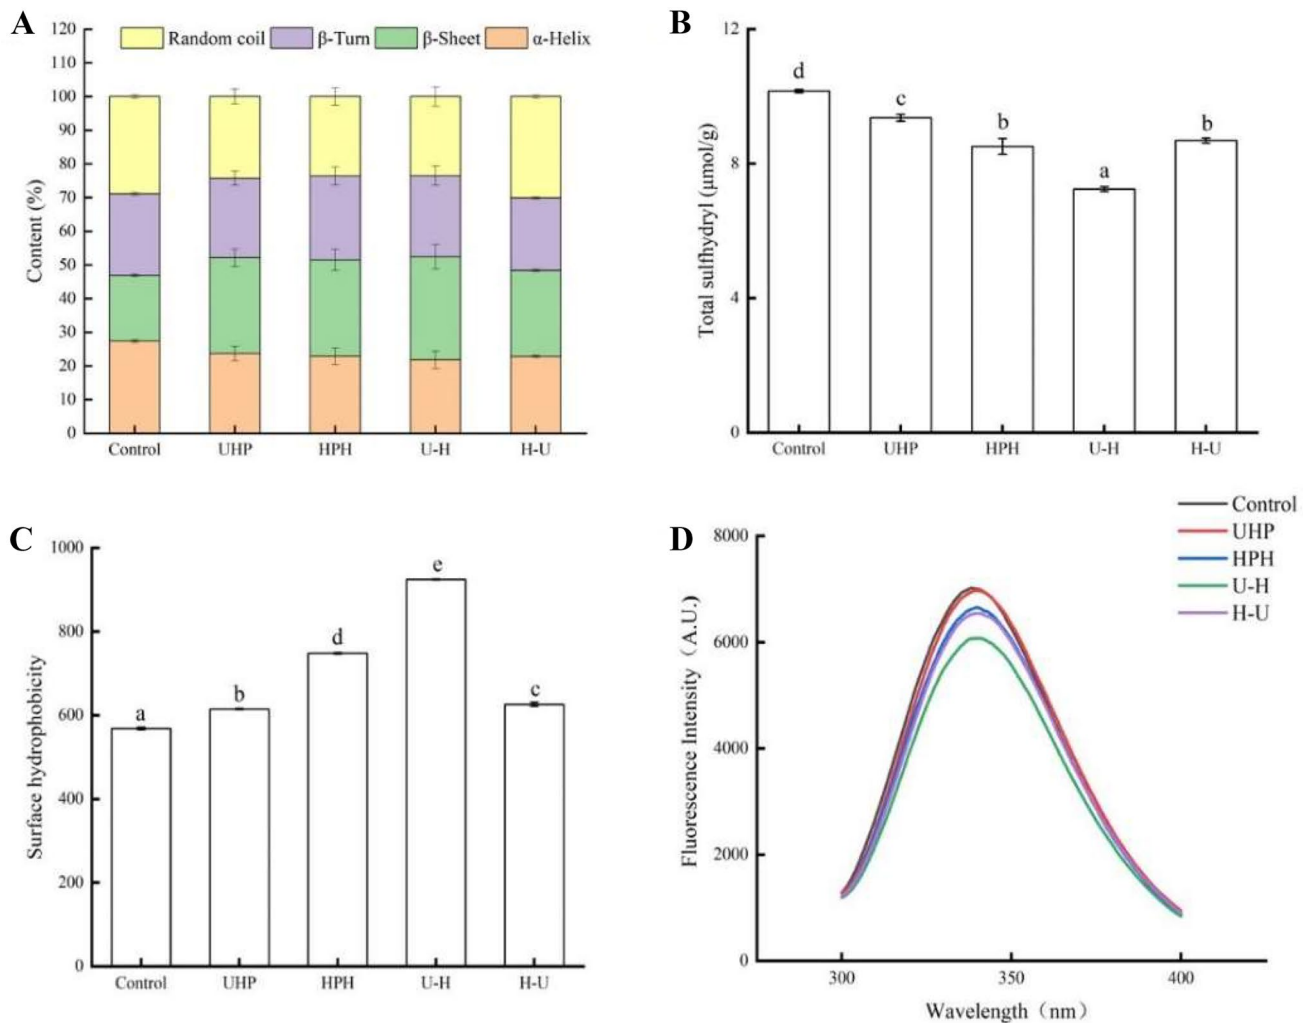 A
Random coil β-Turn β-Sheet α-Helix
120
110
100
90
80
70
60
50
40
30
20
10
0
Content (%)
Control UHP HPH U-H H-U
B
12
8
4
0
Total sulfhydryl (μmol/g)
d c b a b
Control UHP HPH U-H H-U
C
1000
800
600
400
200
0
Surface hydrophobicity
a b d e c
Control UHP HPH U-H H-U
D
Control
UHP
HPH
U-H
H-U
8000
6000
4000
2000
0
Fluorescence Intensity（A.U.）
300 350 400
Wavelength（nm）